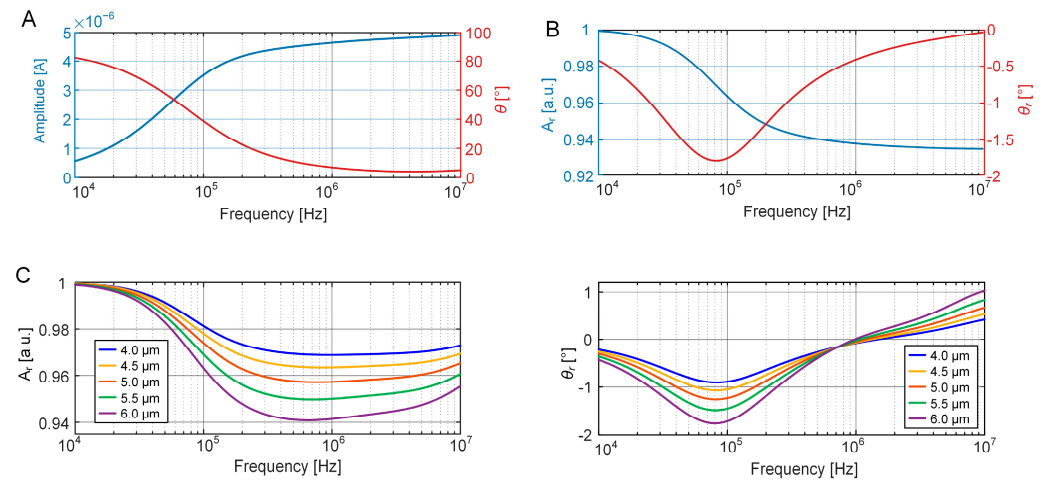 A
×10⁻⁶
5
4
3
2
1
0
Amplitude [A]
100
80
60
40
20
0
θ [°]
10⁴ 10⁵ 10⁶ 10⁷
Frequency [Hz]
B
1
0.98
0.96
0.94
0.92
Aᵣ [a.u.]
0
-0.5
-1
-1.5
-2
θᵣ [°]
10⁴ 10⁵ 10⁶ 10⁷
Frequency [Hz]
C
1
0.98
0.96
0.94
Aᵣ [a.u.]
4.0 µm
4.5 µm
5.0 µm
5.5 µm
6.0 µm
10⁴ 10⁵ 10⁶ 10⁷
Frequency [Hz]
1
0
-1
-2
θᵣ [°]
4.0 µm
4.5 µm
5.0 µm
5.5 µm
6.0 µm
10⁴ 10⁵ 10⁶ 10⁷
Frequency [Hz]